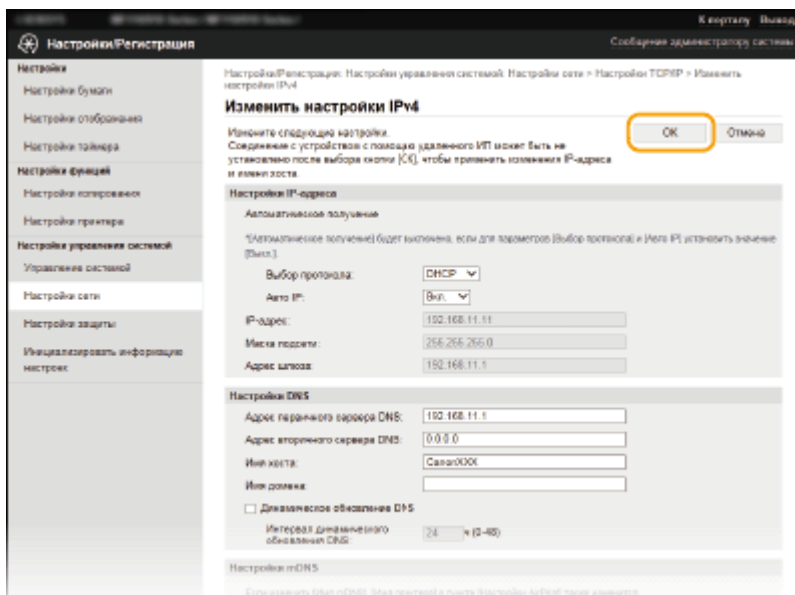 К порталу Выход
Настройки/Регистрация
Сообщение администратору системы
Настройки
Настройки бумаги
Настройки отображения
Настройки таймера
Настройки функций
Настройки копирования
Настройки принтера
Настройки управления системой
Управление системой
Настройки сети
Настройки защиты
Инициализировать информацию
настроек
Настройки/Регистрация: Настройки управления системой: Настройки сети > Настройки TCP/IP > Изменить
настройки IPv4
Изменить настройки IPv4
Измените следующие настройки.
Соединение с устройством с помощью удаленного ИП может быть не
установлено после выбора кнопки [OK], чтобы применить изменения IP-адреса
и имени хоста.
OK Отмена
Настройки IP-адреса
Автоматическое получение
*[Автоматическое получение] будет выключено, если для параметров [Выбор протокола] и [Авто IP] установить значение
[Выкл.].
Выбор протокола: DHCP
Авто IP: Вкл.
IP-адрес: 192.168.11.11
Маска подсети: 255.255.255.0
Адрес шлюза: 192.168.11.1
Настройки DNS
Адрес первичного сервера DNS: 192.168.11.1
Адрес вторичного сервера DNS: 0.0.0.0
Имя хоста: CanonXXX
Имя домена:
Динамическое обновление DNS
Интервал динамического
обновления DNS: 24 ч (0-48)
Настройки mDNS